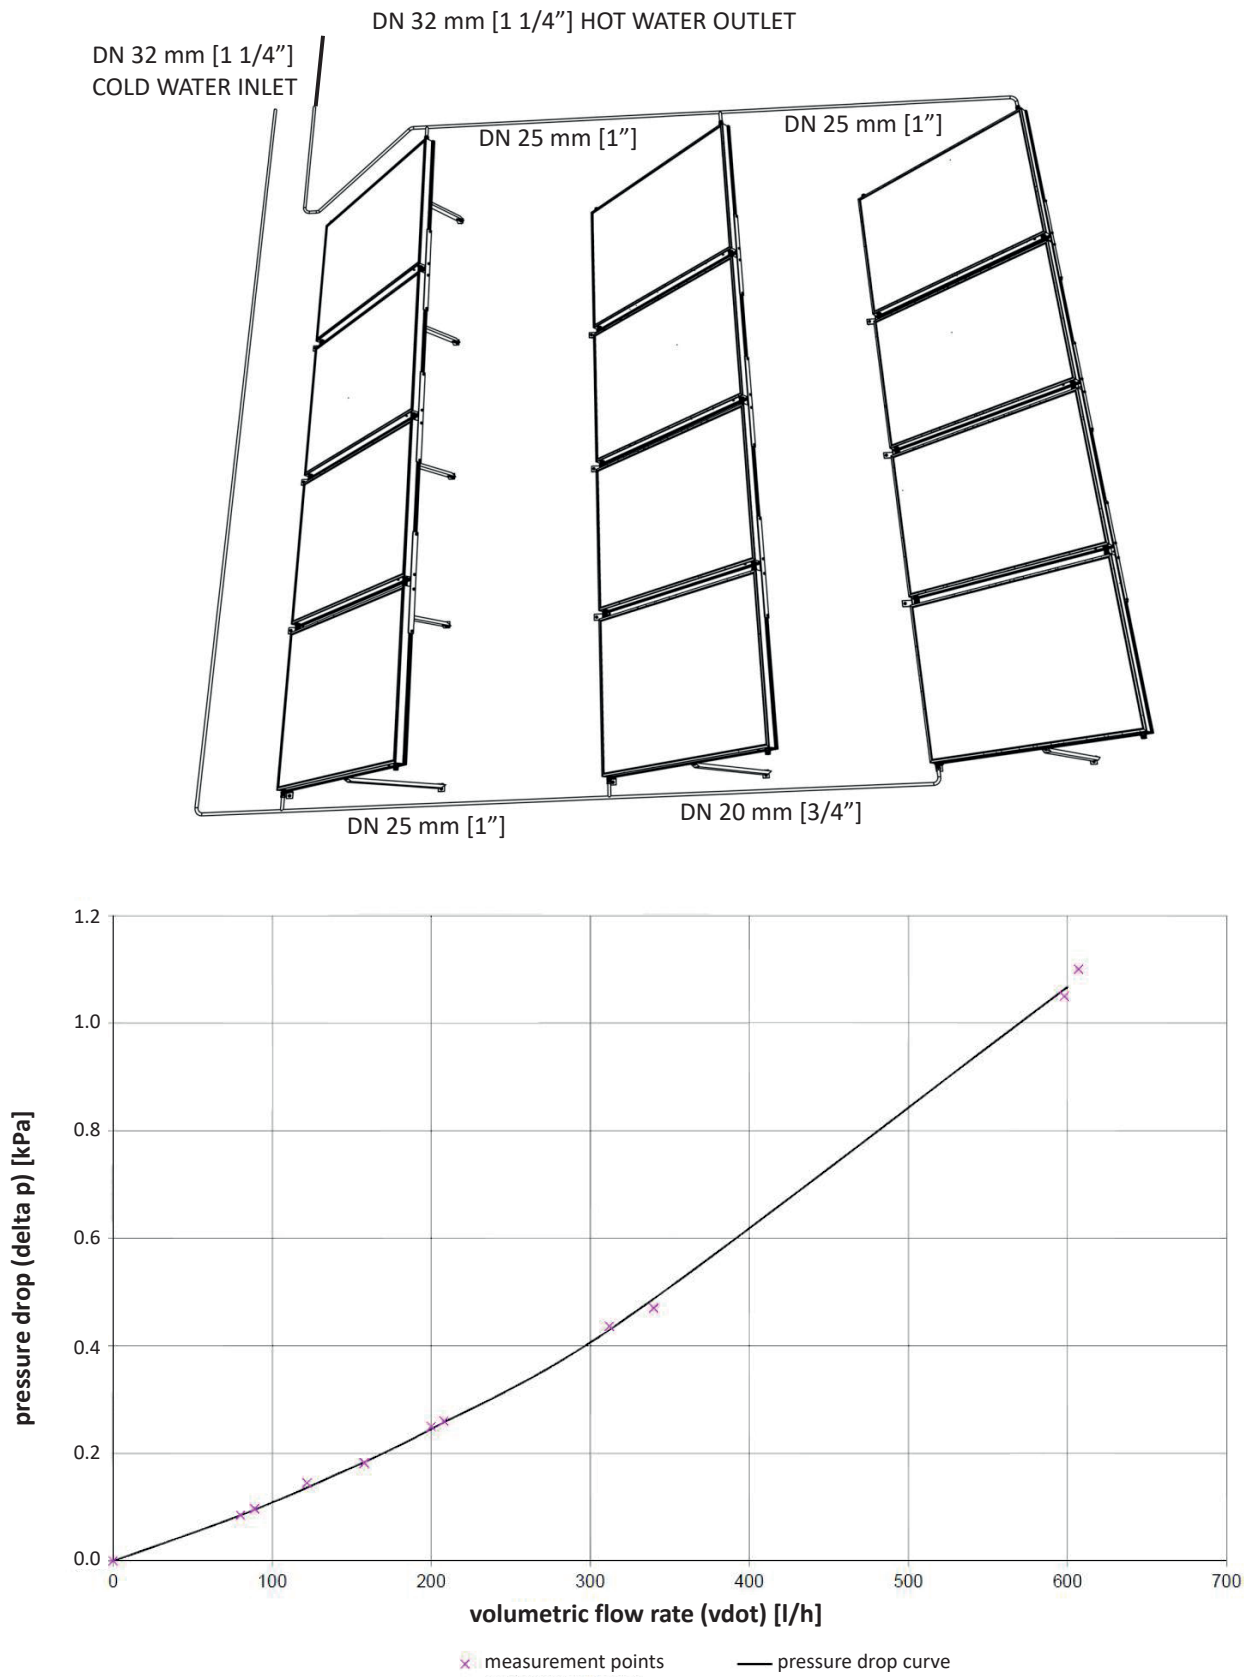 DN 32 mm [1 1/4”] HOT WATER OUTLET
DN 32 mm [1 1/4”]
COLD WATER INLET
DN 25 mm [1”]
DN 25 mm [1”]
DN 25 mm [1”]
DN 20 mm [3/4”]
1.2
1.0
0.8
0.6
0.4
0.2
0.0
pressure drop (delta p) [kPa]
0 100 200 300 400 500 600 700
volumetric flow rate (vdot) [l/h]
measurement points
pressure drop curve